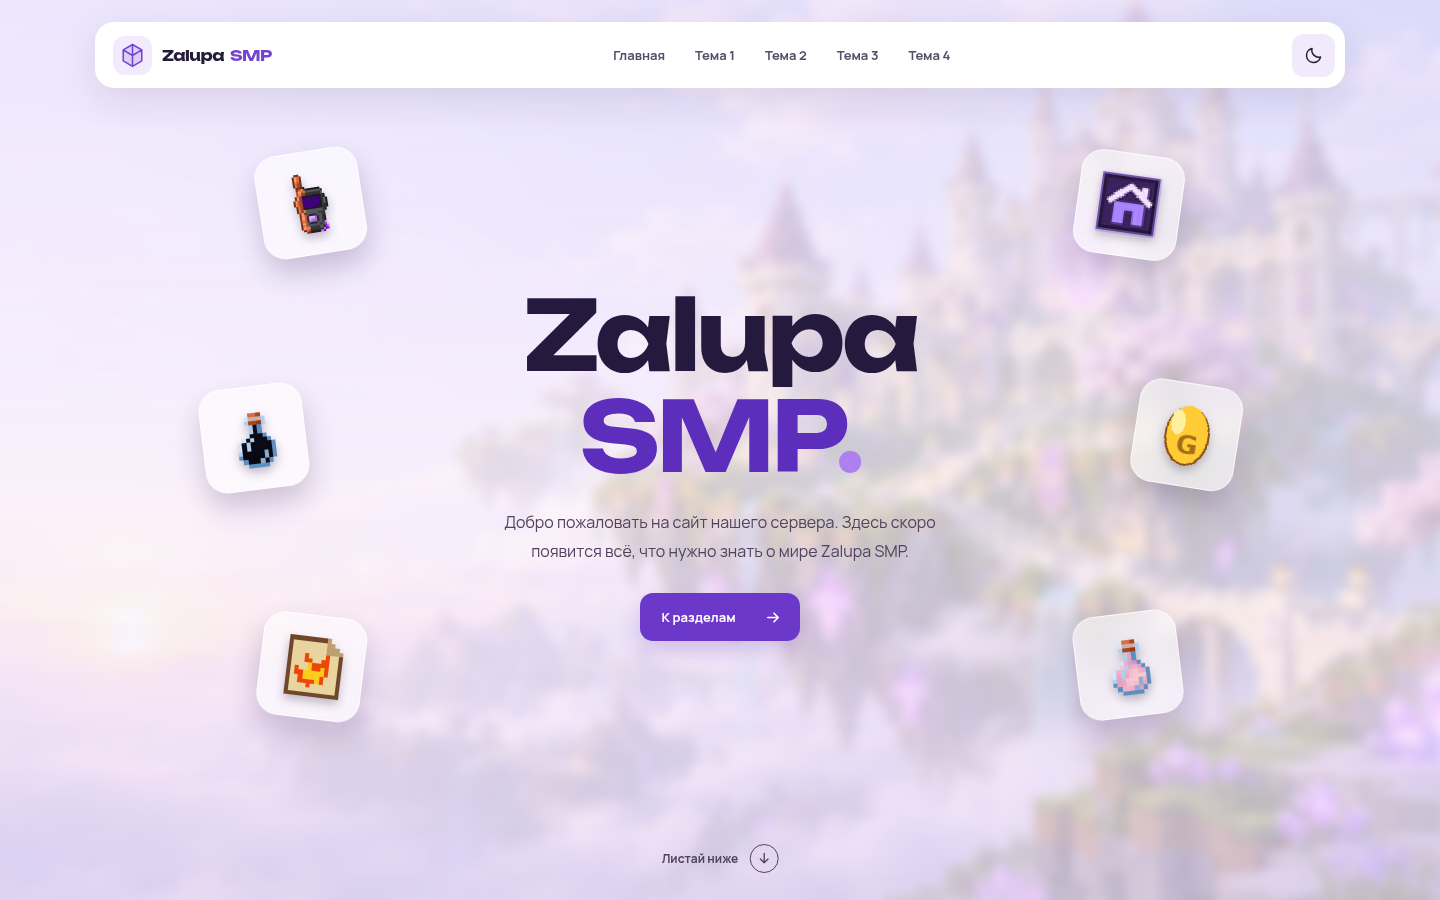 Zalupa SMP
Главная
Тема 1
Тема 2
Тема 3
Тема 4
Zalupa
SMP.
G
Добро пожаловать на сайт нашего сервера. Здесь скоро
появится всё, что нужно знать о мире Zalupa SMP.
К разделам
Листай ниже